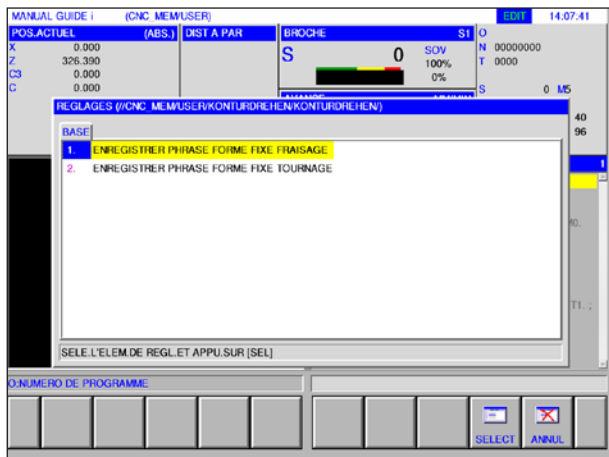 MANUAL GUIDE i (CNC_MEM/USER) EDIT 14:07:41
POS.ACTUEL (ABS.) DIST A PAR BROCHE S1 O
X 0.000 S 0 SOV N 00000000
Z 326.390 100% T 0000
C3 0.000 0%
C 0.000 S 0 M5
REGLAGES (//CNC_MEM/USER/KONTURDREHEN/KONTURDREHEN/)
40
BASE 96
1. ENREGISTRER PHRASE FORME FIXE FRAISAGE
2. ENREGISTRER PHRASE FORME FIXE TOURNAGE
T1. ;
SELE.L'ELEM.DE REGL.ET APPU.SUR [SEL]
O:NUMERO DE PROGRAMME
SELECT ANNUL